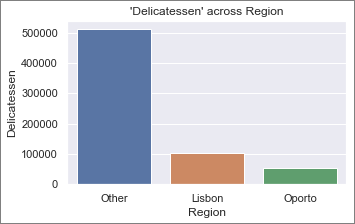 'Delicatessen' across Region
500000
400000
300000
200000
100000
0
Delicatessen
Other Lisbon Oporto
Region